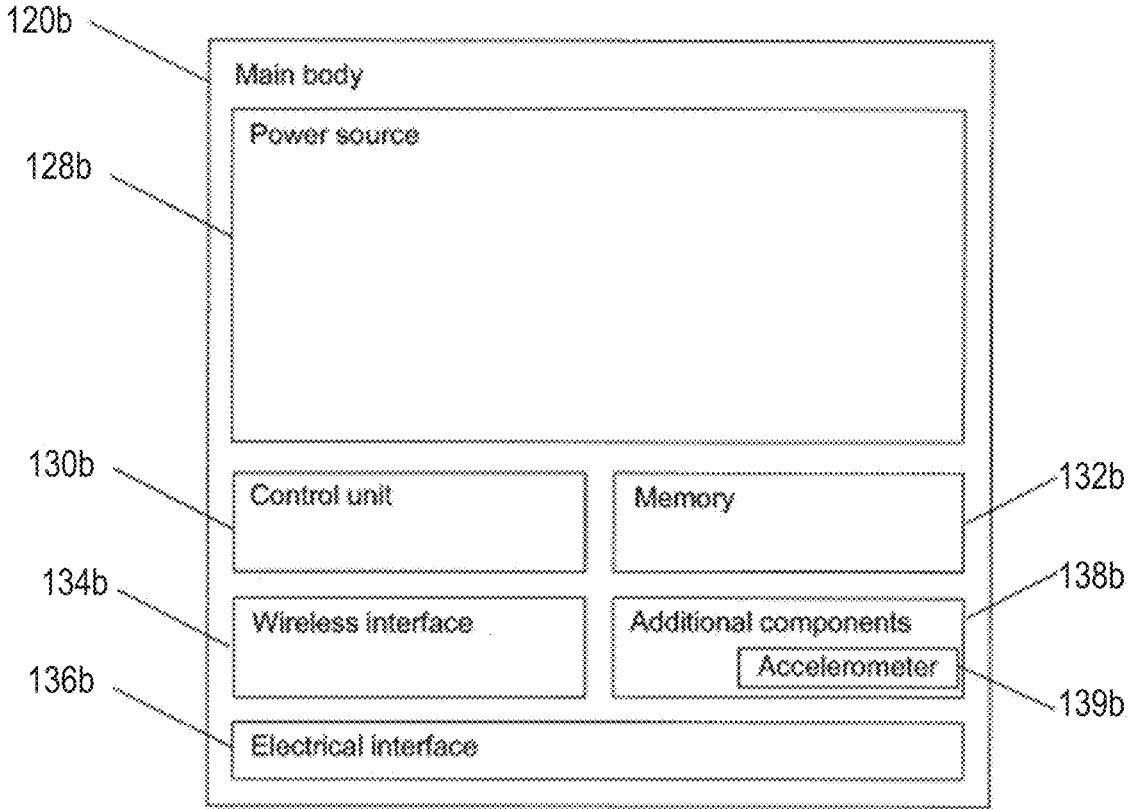 120b
Main body
Power source
128b
130b
Control unit
Memory
132b
134b
Wireless interface
Additional components
138b
Accelerometer
139b
136b
Electrical interface